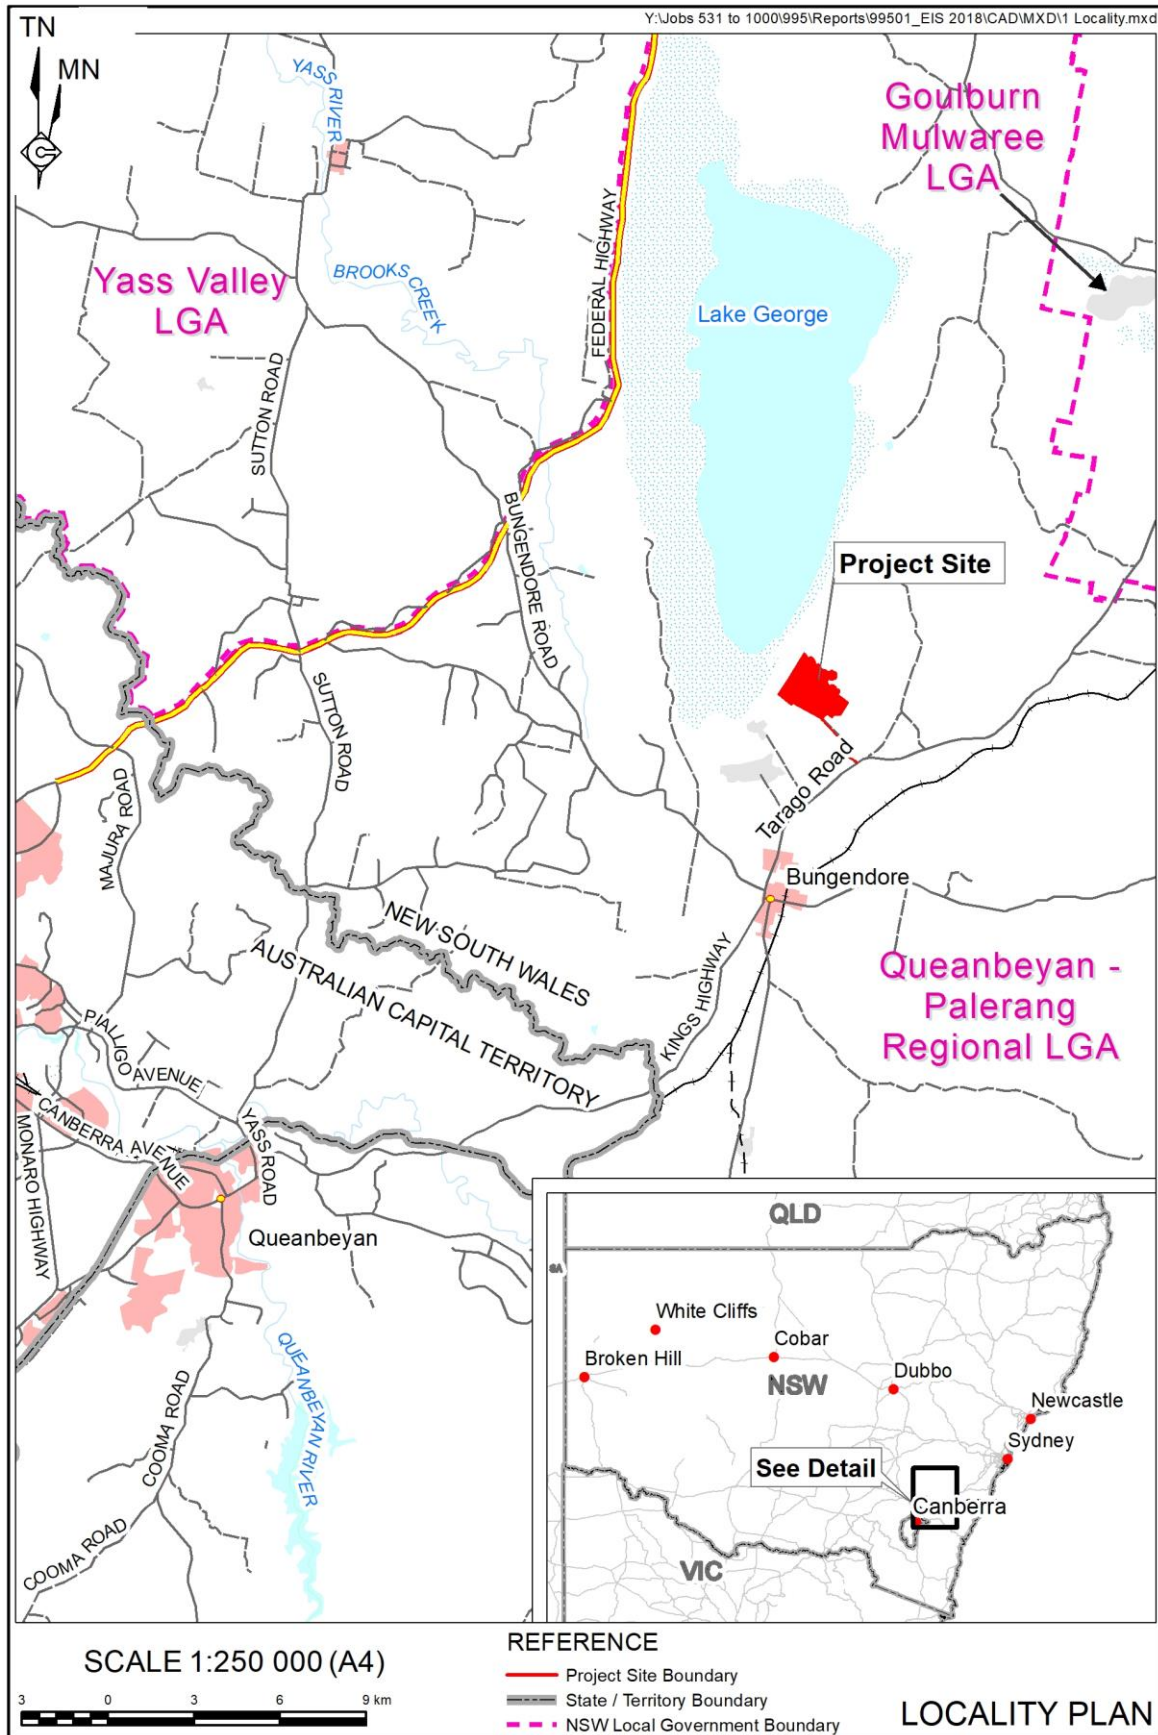 Y:\Jobs 531 to 1000\995\Reports\99501_EIS 2018\CAD\MXD\1 Locality.mxd
TN
MN
YASS RIVER
Goulburn
Mulwaree
LGA
FEDERAL HIGHWAY
BROOKS CREEK
Yass Valley
LGA
Lake George
SUTTON ROAD
BUNGENDORE ROAD
Project Site
SUTTON ROAD
MAJURA ROAD
Tarago Road
Bungendore
NEW SOUTH WALES
AUSTRALIAN CAPITAL TERRITORY
KINGS HIGHWAY
Queanbeyan -
Palerang
Regional LGA
PIALLIGO AVENUE
CANBERRA AVENUE
MONARO HIGHWAY
YASS ROAD
Queanbeyan
QUEANBEYAN RIVER
COOMA ROAD
COOMA ROAD
QLD
SA
White Cliffs
Cobar
Broken Hill
NSW
Dubbo
Newcastle
Sydney
See Detail
Canberra
VIC
SCALE 1:250 000 (A4)
3 0 3 6 9 km
REFERENCE
Project Site Boundary
State / Territory Boundary
NSW Local Government Boundary
LOCALITY PLAN